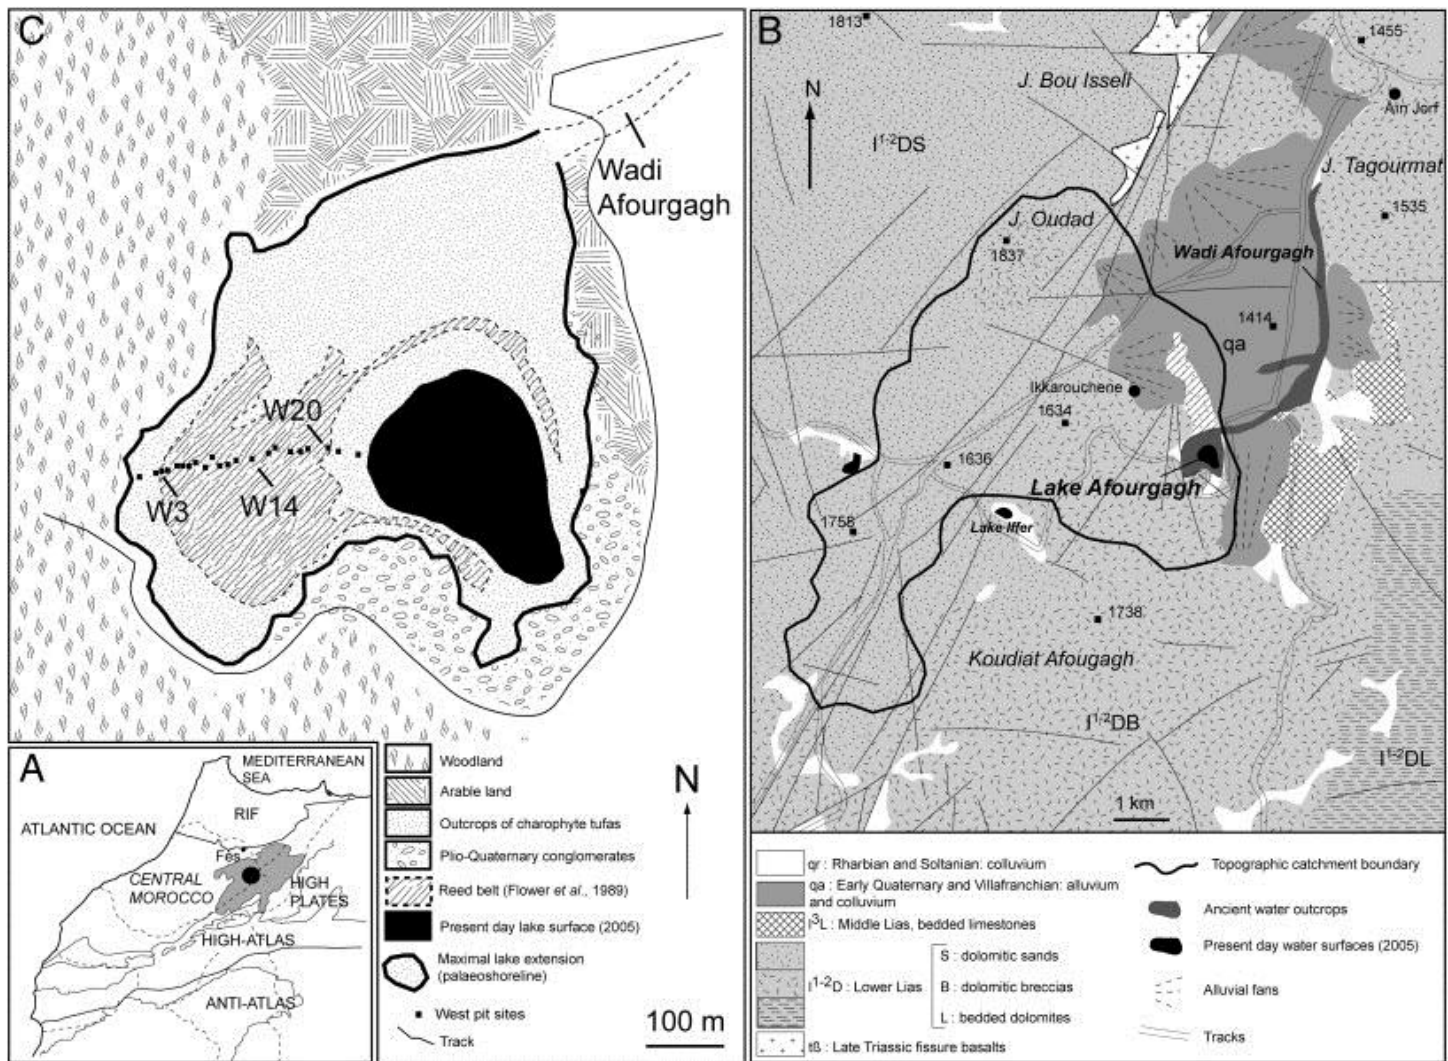 C
Wadi
Afourgagh
W20
W3
W14
A
MEDITERRANEAN
SEA
RIF
ATLANTIC OCEAN
Fès
CENTRAL
MOROCCO
HIGH
PLATES
HIGH-ATLAS
ANTI-ATLAS
Woodland
Arable land
Outcrops of charophyte tufas
Plio-Quaternary conglomerates
Reed belt (Flower et al., 1989)
Present day lake surface (2005)
Maximal lake extension
(palaeoshoreline)
West pit sites
Track
N
100 m
B
1813
1455
J. Bou Isseli
N
Aïn Jorf
l1-2DS
J. Tagourmat
J. Oudad
1535
1837
Wadi Afourgagh
1414
qa
Ikkarouchene
1634
1636
Lake Afourgagh
1758
Lake Iffer
1738
Koudiat Afougagh
l1-2DB
l1-2DL
1 km
qr : Rharbian and Soltanian: colluvium
qa : Early Quaternary and Villafranchian: alluvium
and colluvium
l3L : Middle Lias, bedded limestones
l1-2D : Lower Lias
S : dolomitic sands
B : dolomitic breccias
L : bedded dolomites
tß : Late Triassic fissure basalts
Topographic catchment boundary
Ancient water outcrops
Present day water surfaces (2005)
Alluvial fans
Tracks